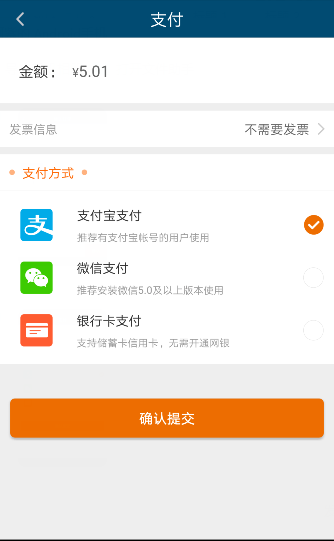 支付
金额： ¥5.01
发票信息 不需要发票
支付方式
支付宝支付
推荐有支付宝帐号的用户使用
微信支付
推荐安装微信5.0及以上版本使用
银行卡支付
支持储蓄卡信用卡，无需开通网银
确认提交